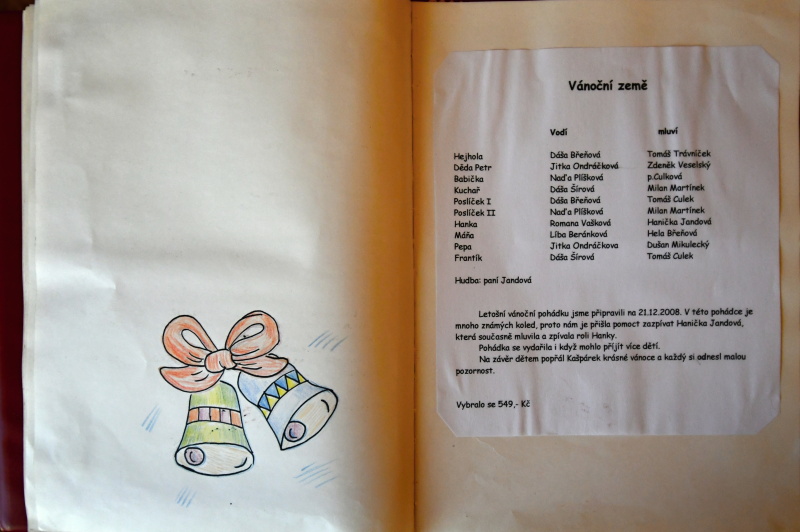 Vánoční země
Vodí mluví
Hejhola Dáša Břeňová Tomáš Trávníček
Děda Petr Jitka Ondráčková Zdeněk Veselský
Babička Naďa Plíšková p.Culková
Kuchař Dáša Šírová Milan Martínek
Poslíček I Dáša Břeňová Tomáš Culek
Poslíček II Naďa Plíšková Milan Martínek
Hanka Romana Vašková Hanička Jandová
Máňa Líba Beránková Hela Břeňová
Pepa Jitka Ondráčkova Dušan Mikulecký
Frantík Dáša Šírová Tomáš Culek
Hudba: paní Jandová
Letošní vánoční pohádku jsme připravili na 21.12.2008. V této pohádce je
mnoho známých koled, proto nám je přišla pomoct zazpívat Hanička Jandová,
která současně mluvila a zpívala roli Hanky.
Pohádka se vydařila i když mohlo příjít více dětí.
Na závěr dětem popřál Kašpárek krásné vánoce a každý si odnesl malou
pozornost.
Vybralo se 549,- Kč